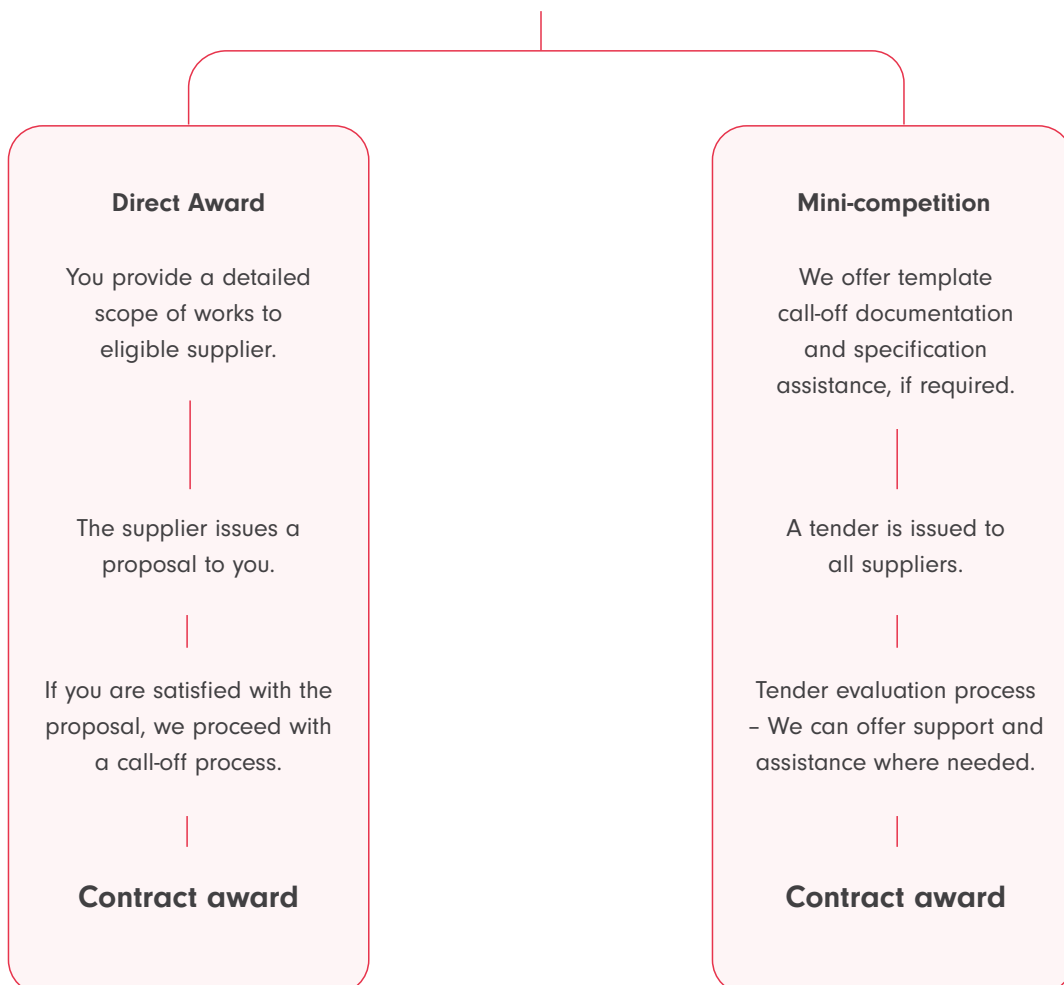 Direct Award
You provide a detailed
scope of works to
eligible supplier.
The supplier issues a
proposal to you.
If you are satisfied with the
proposal, we proceed with
a call-off process.
Contract award
Mini-competition
We offer template
call-off documentation
and specification
assistance, if required.
A tender is issued to
all suppliers.
Tender evaluation process
– We can offer support and
assistance where needed.
Contract award